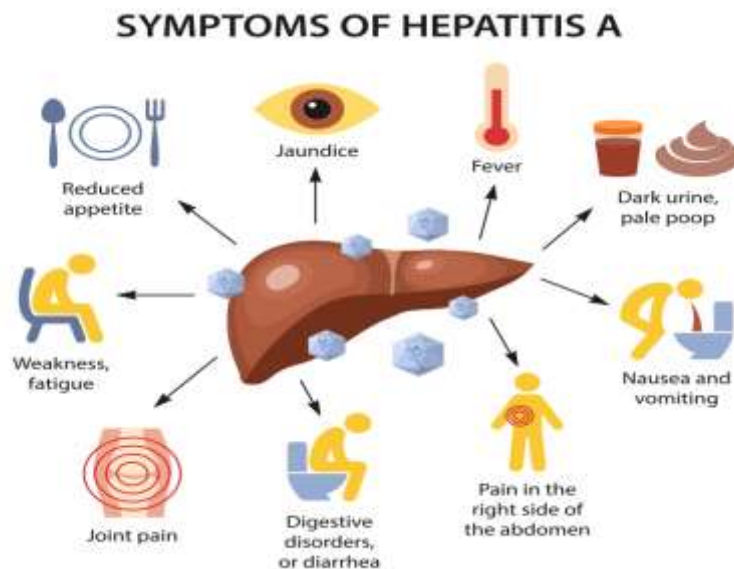 SYMPTOMS OF HEPATITIS A
Reduced
appetite
Jaundice
Fever
Dark urine,
pale poop
Weakness,
fatigue
Nausea and
vomiting
Joint pain
Digestive
disorders,
or diarrhea
Pain in the
right side of
the abdomen